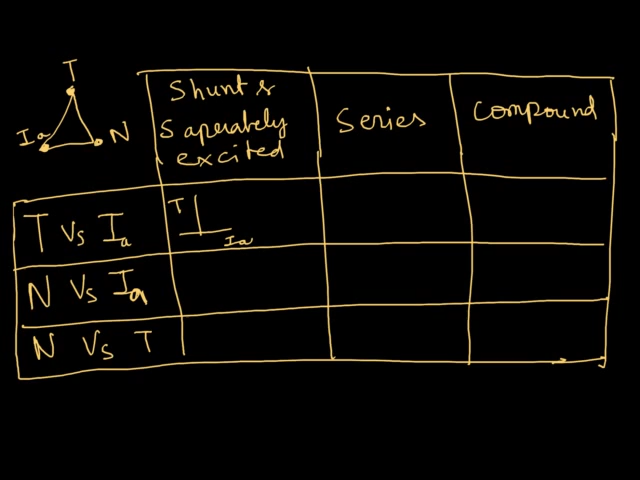 T
Ia
N
Shunt &
Saperately
excited
Series
Compound
T Vs Ia
T
Ia
N Vs Ia
N Vs T